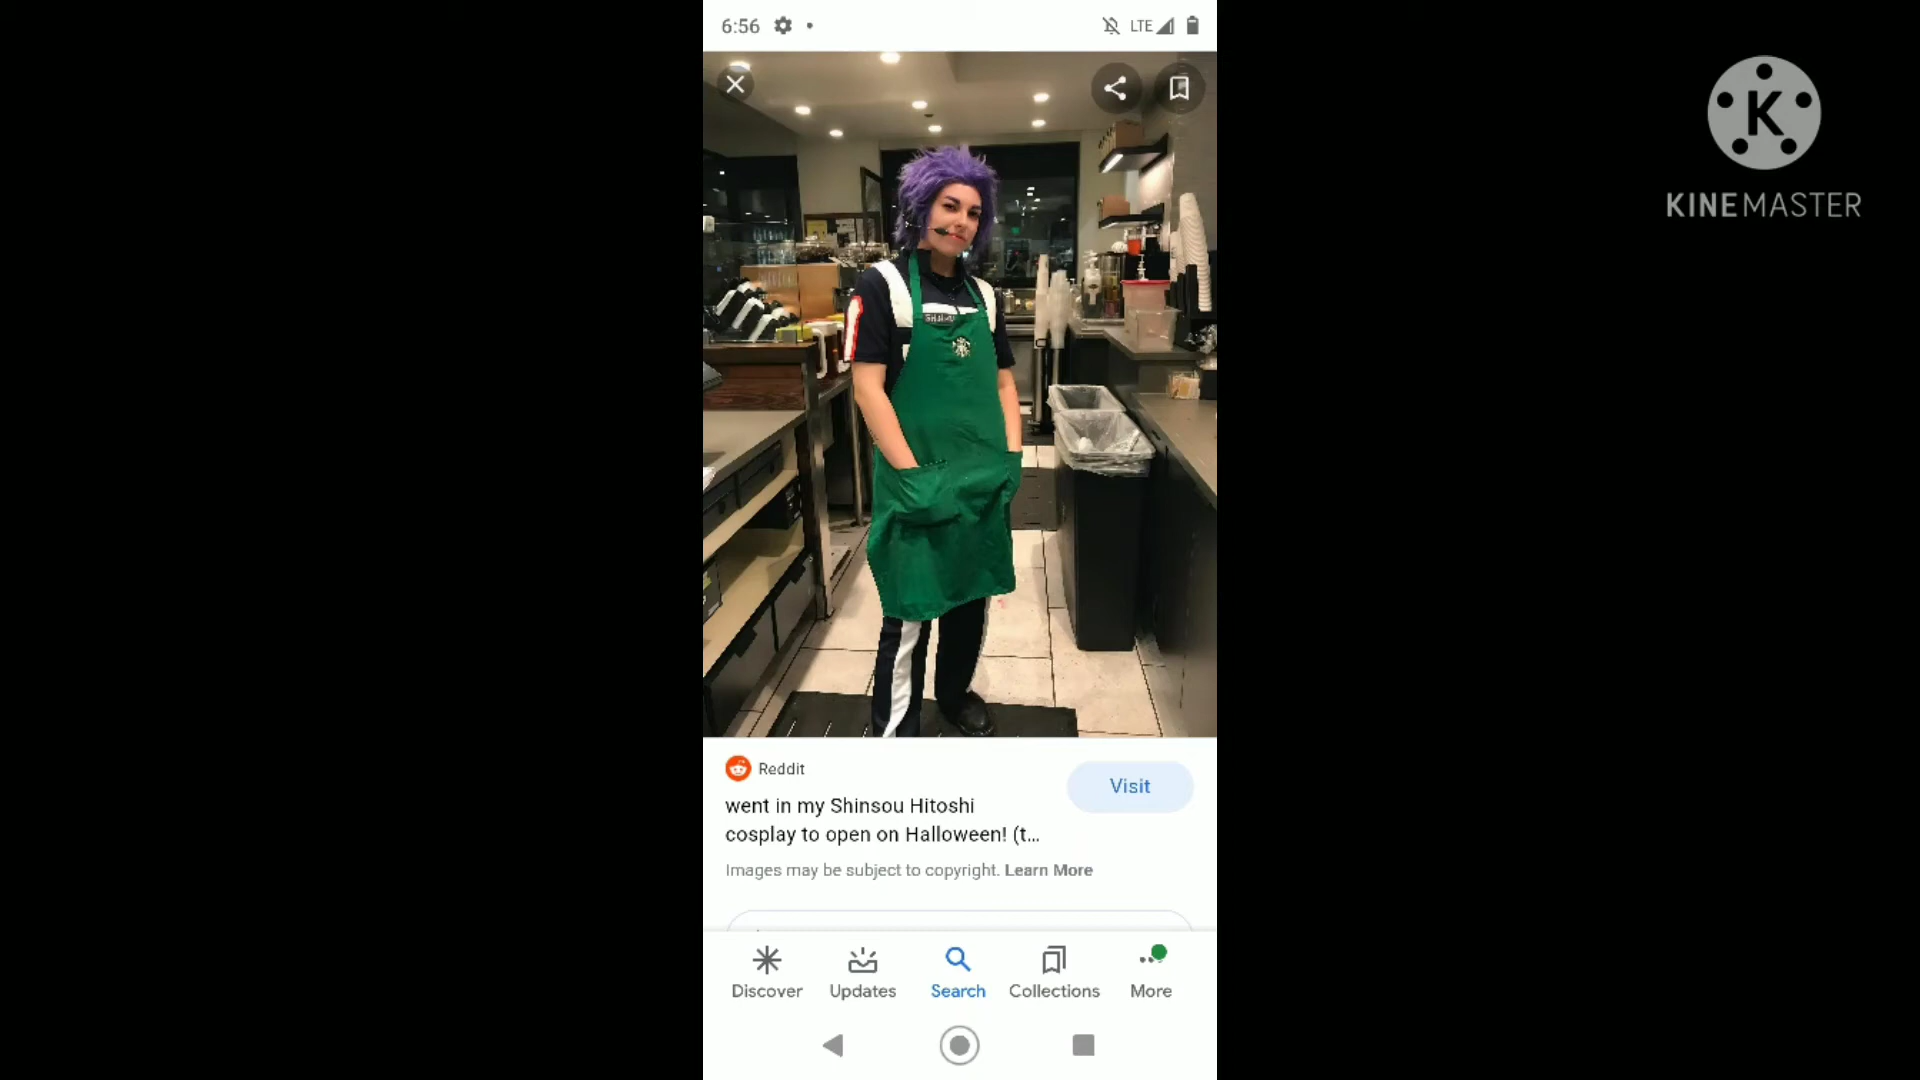 6:56
LTE
KINEMASTER
Reddit
Visit
went in my Shinsou Hitoshi
cosplay to open on Halloween! (t...
Images may be subject to copyright. Learn More
Discover
Updates
Search
Collections
More